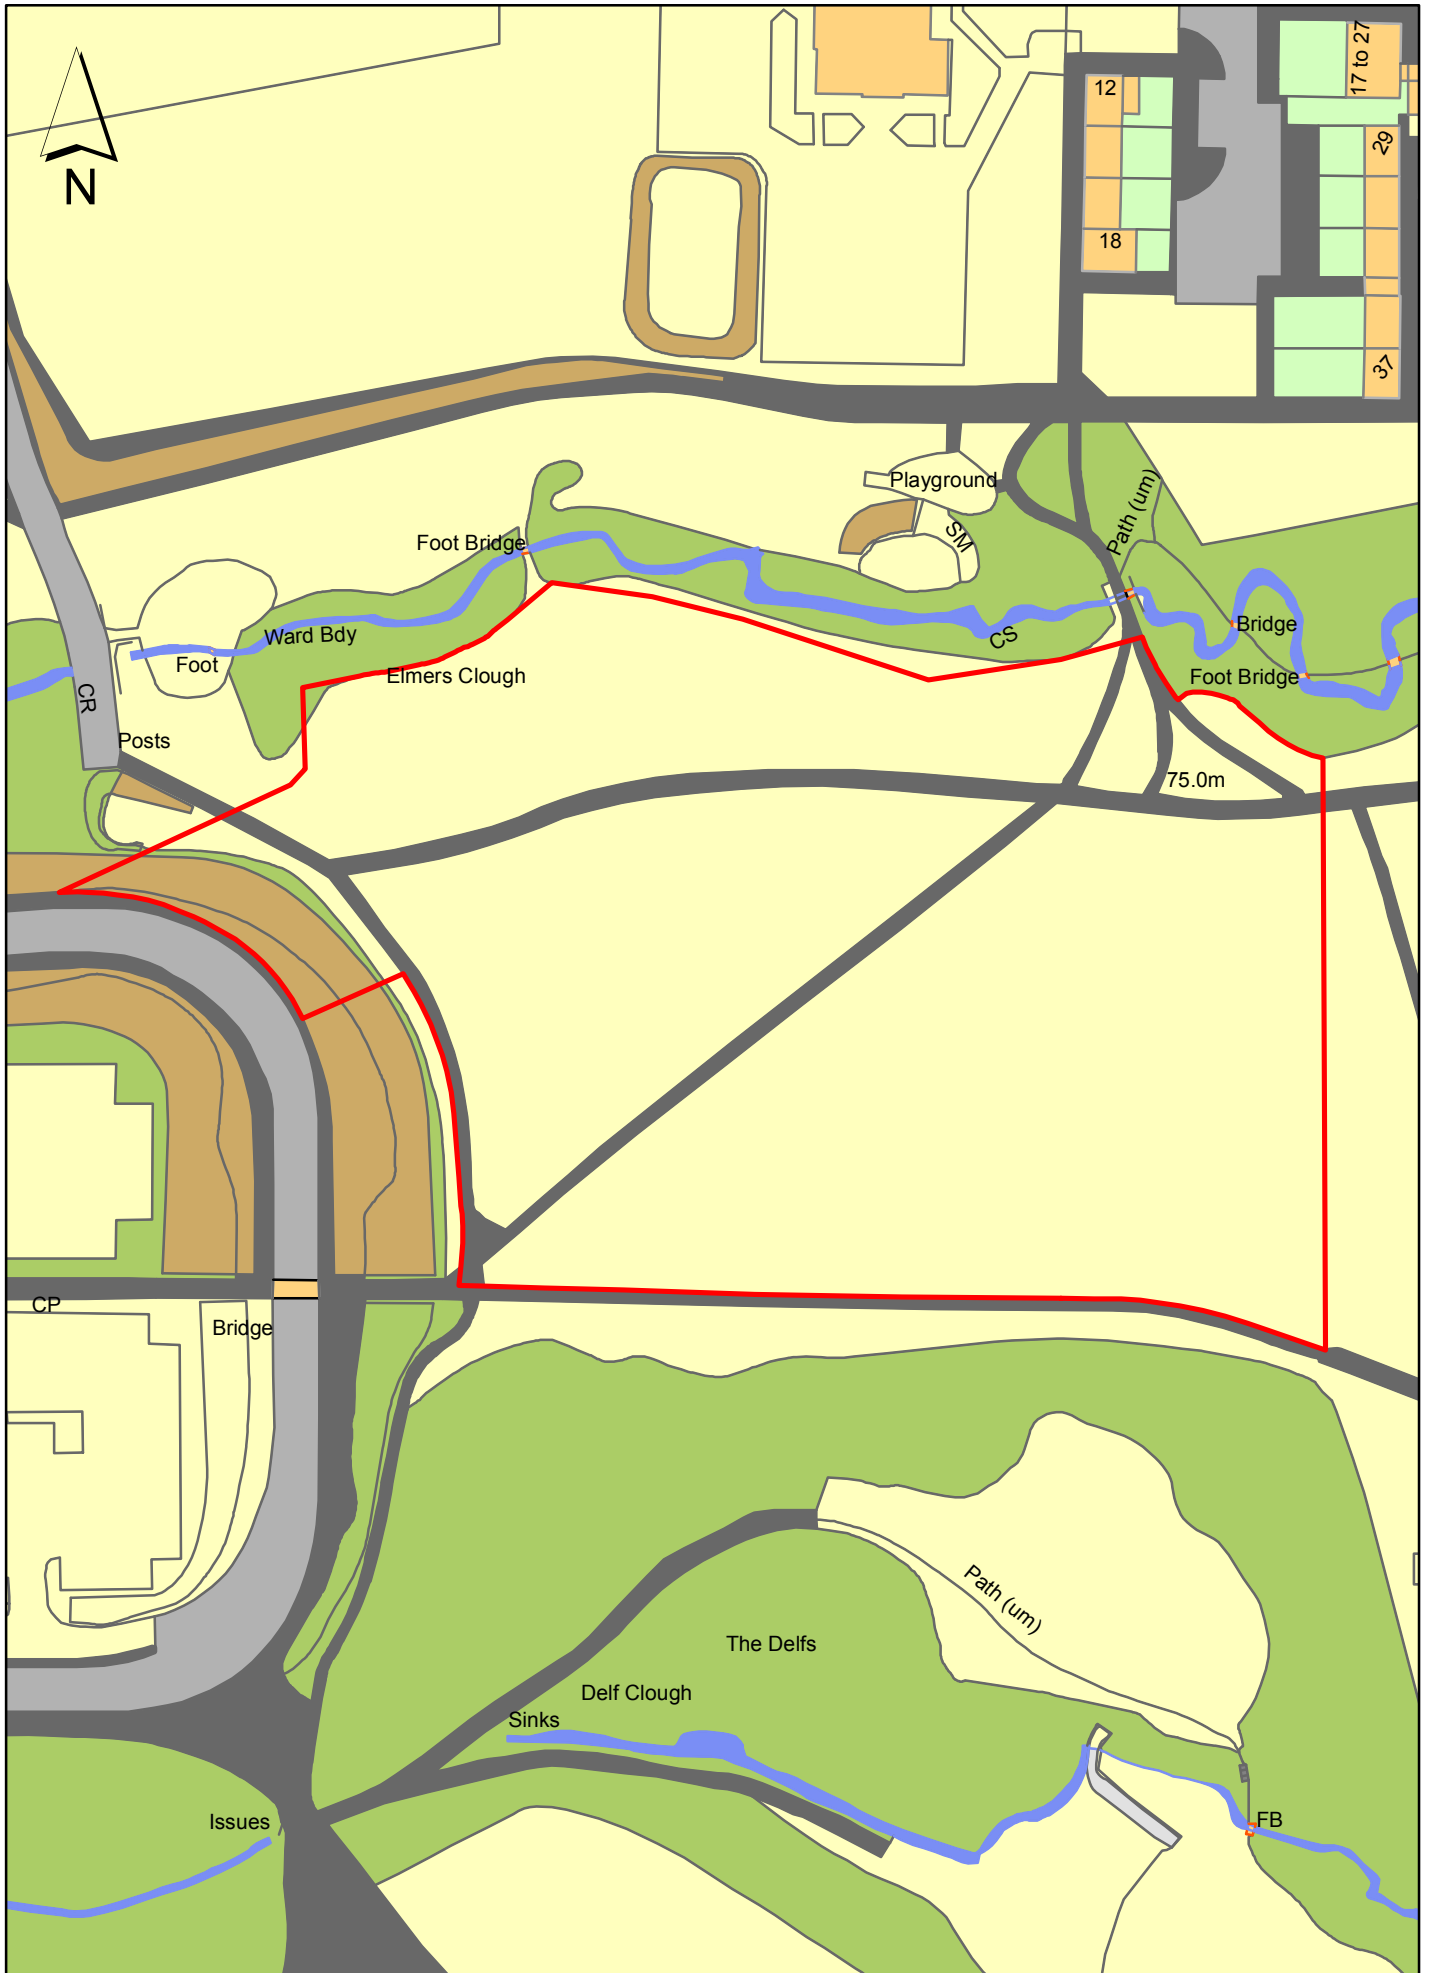 N
12
17 to 27
29
18
37
Playground
Path (um)
SM
Foot Bridge
Ward Bdy
CS
Bridge
Foot
Elmers Clough
Foot Bridge
CR
Posts
75.0m
CP
Bridge
Path (um)
The Delfs
Delf Clough
Sinks
Issues
FB